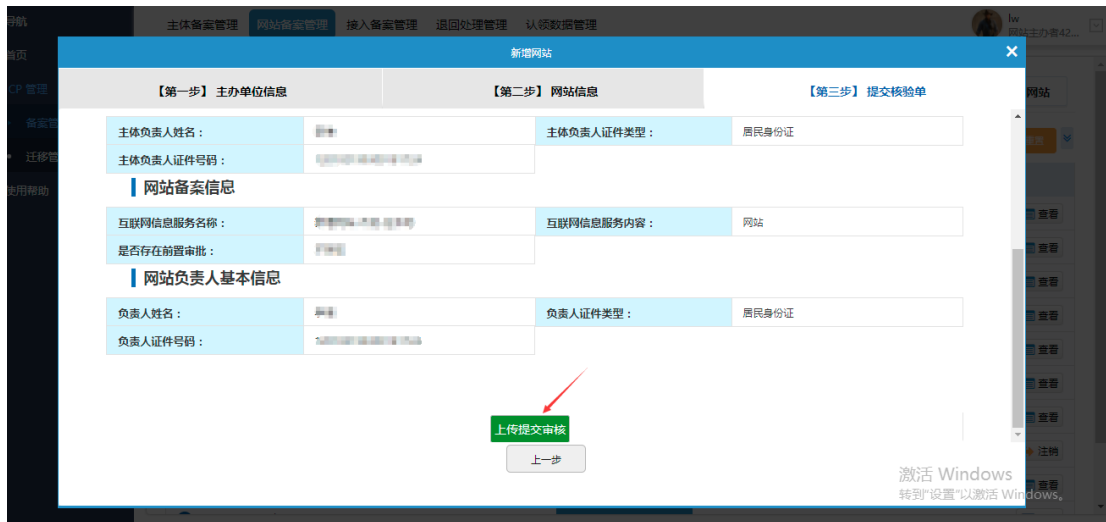 导航
主体备案管理 网站备案管理 接入备案管理 退回处理管理 认领数据管理
lw
网站主办者42...
首页
新增网站 ×
CP 管理
【第一步】 主办单位信息 【第二步】 网站信息 【第三步】 提交核验单
网站
备案管
主体负责人姓名： 主体负责人证件类型： 居民身份证
迁移管
主体负责人证件号码：
使用帮助
网站备案信息
互联网信息服务名称： 互联网信息服务内容： 网站
查看
是否存在前置审批：
查看
网站负责人基本信息
查看
负责人姓名： 负责人证件类型： 居民身份证
查看
负责人证件号码：
查看
查看
查看
上传提交审核
注销
上一步
激活 Windows
查看
转到"设置"以激活 Windows。